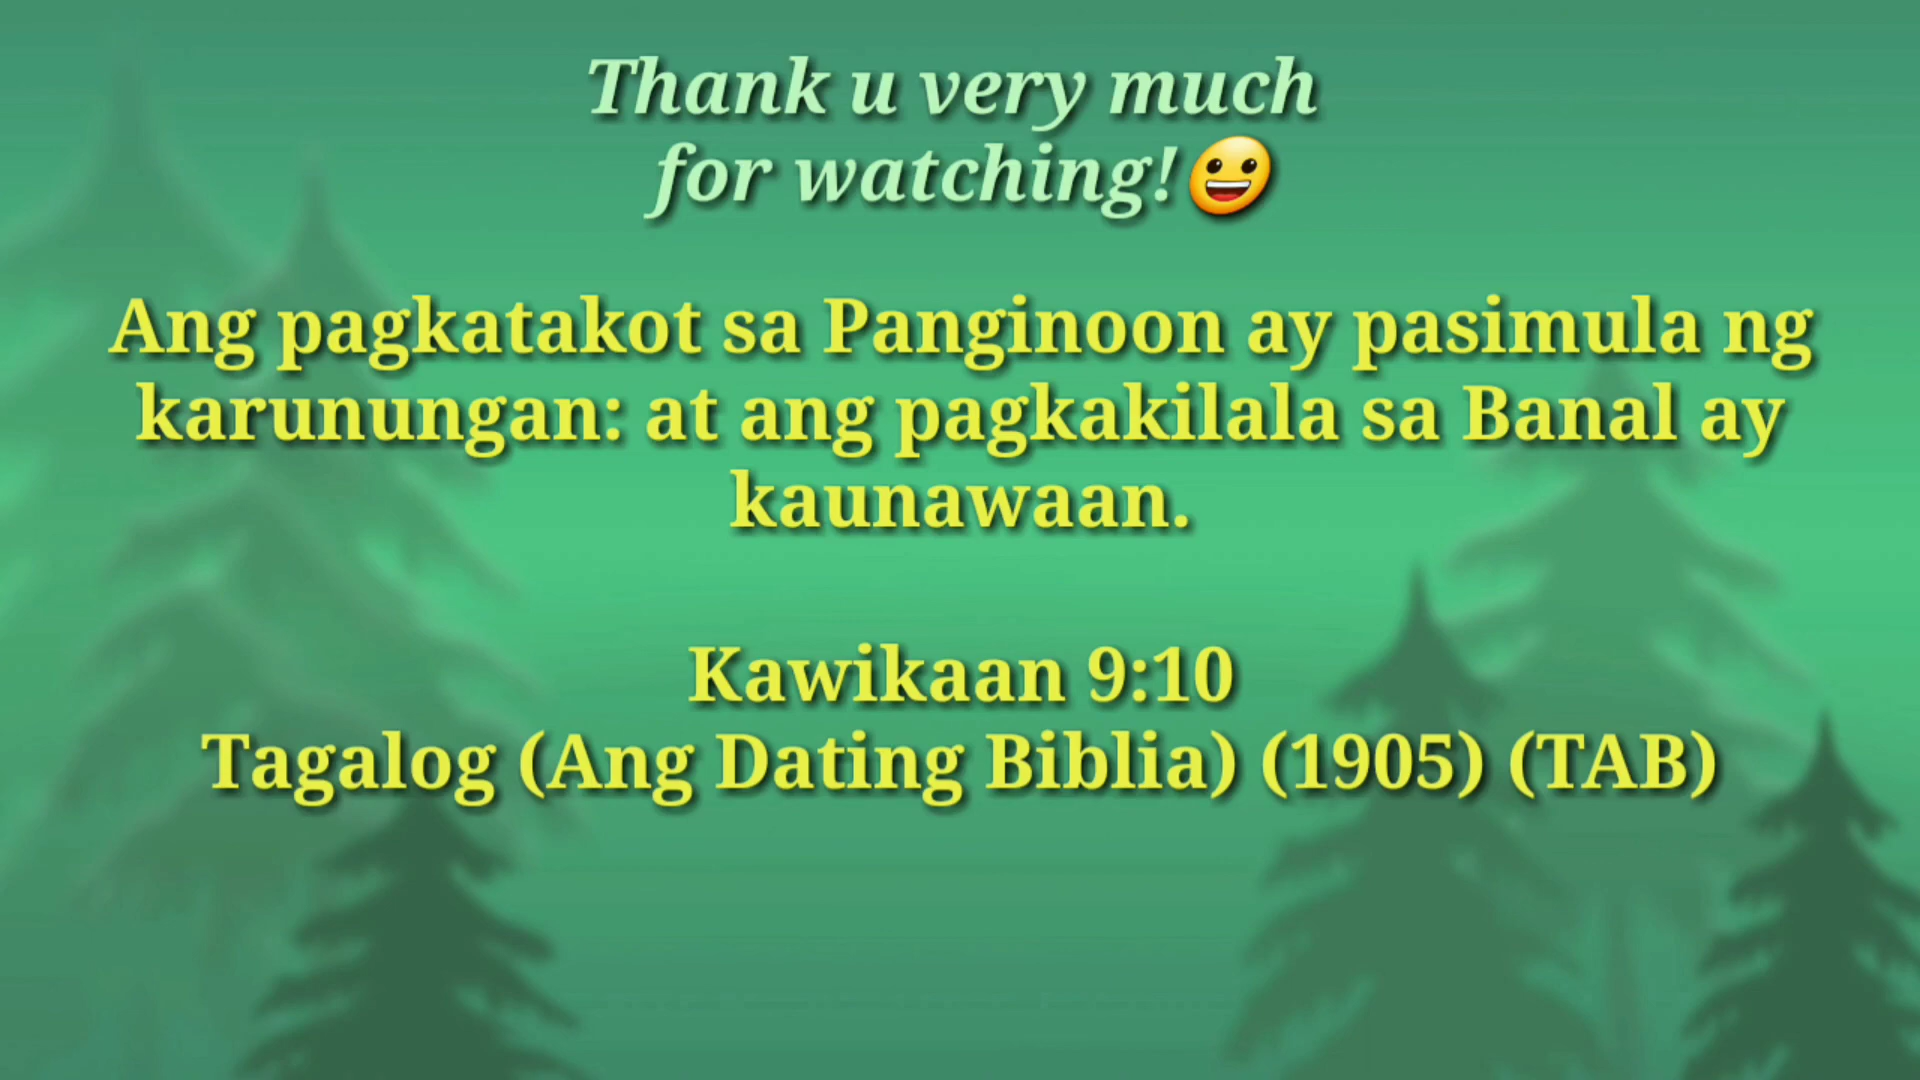 Thank u very much
for watching!😀
Ang pagkatakot sa Panginoon ay pasimula ng
karunungan: at ang pagkakilala sa Banal ay
kaunawaan.
Kawikaan 9:10
Tagalog (Ang Dating Biblia) (1905) (TAB)